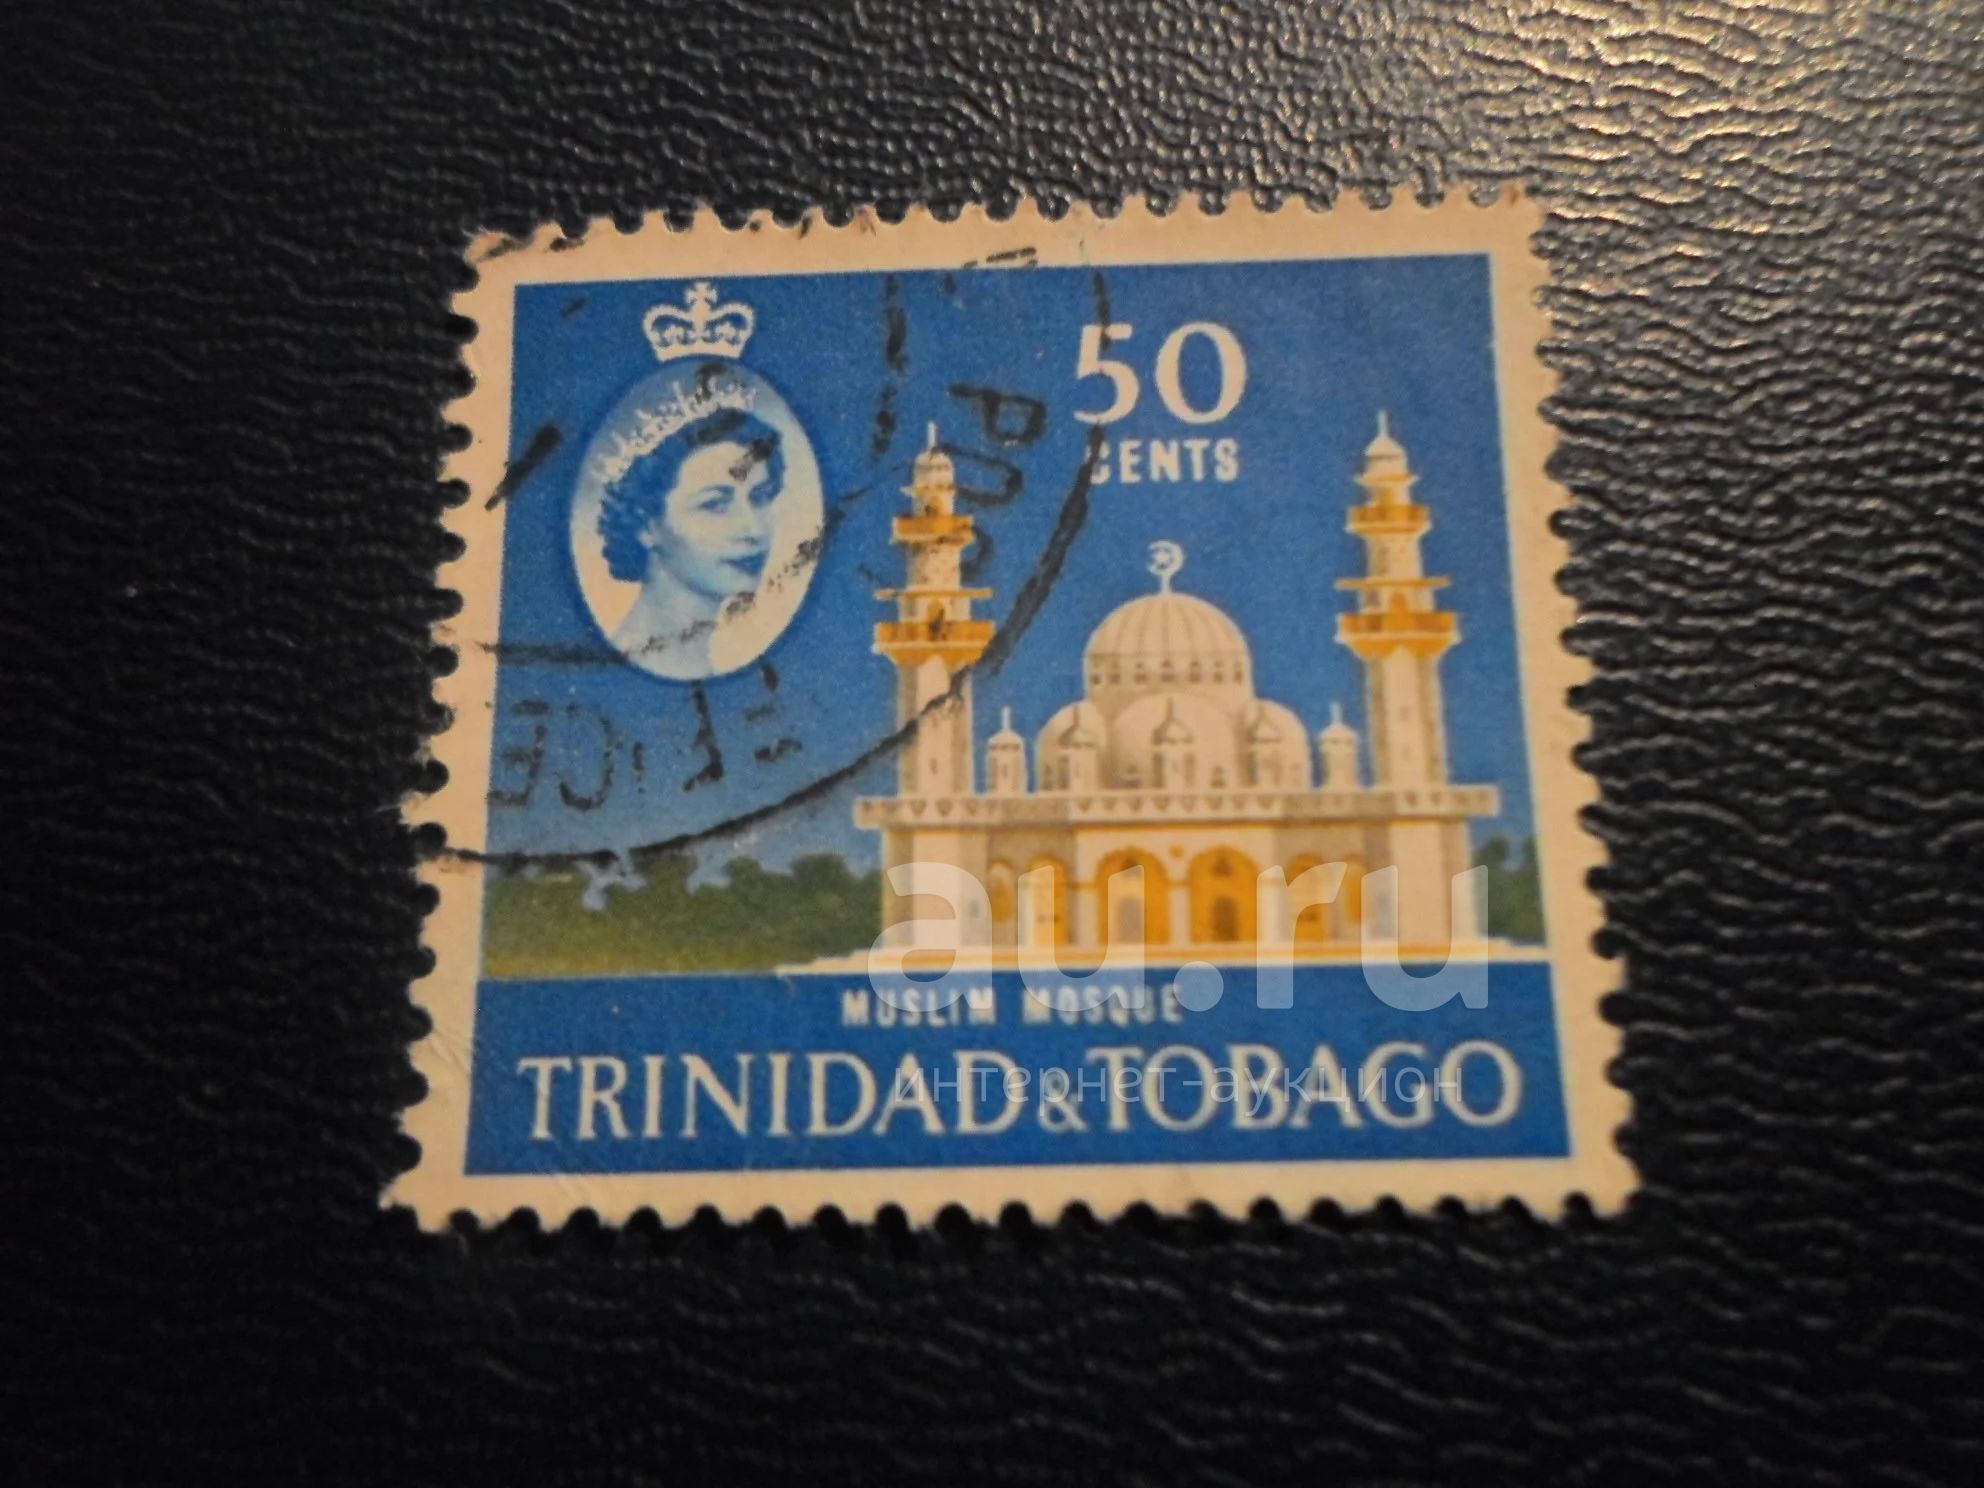 50
CENTS
MUSLIM MOSQUE
TRINIDAD & TOBAGO
au.ru
интернет-аукцион